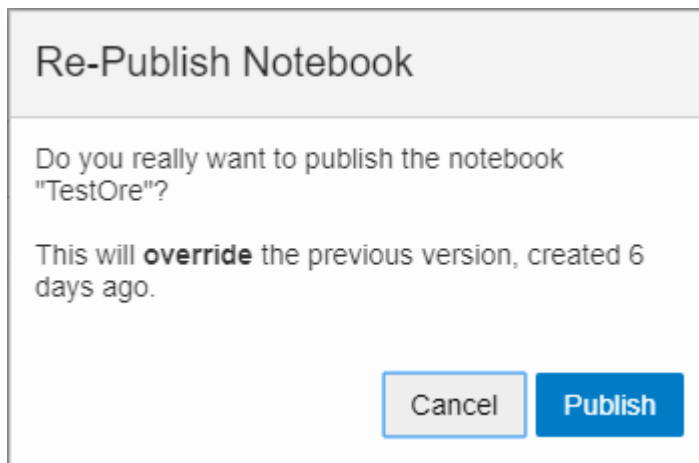 Re-Publish Notebook
Do you really want to publish the notebook
"TestOre"?
This will override the previous version, created 6
days ago.
Cancel
Publish